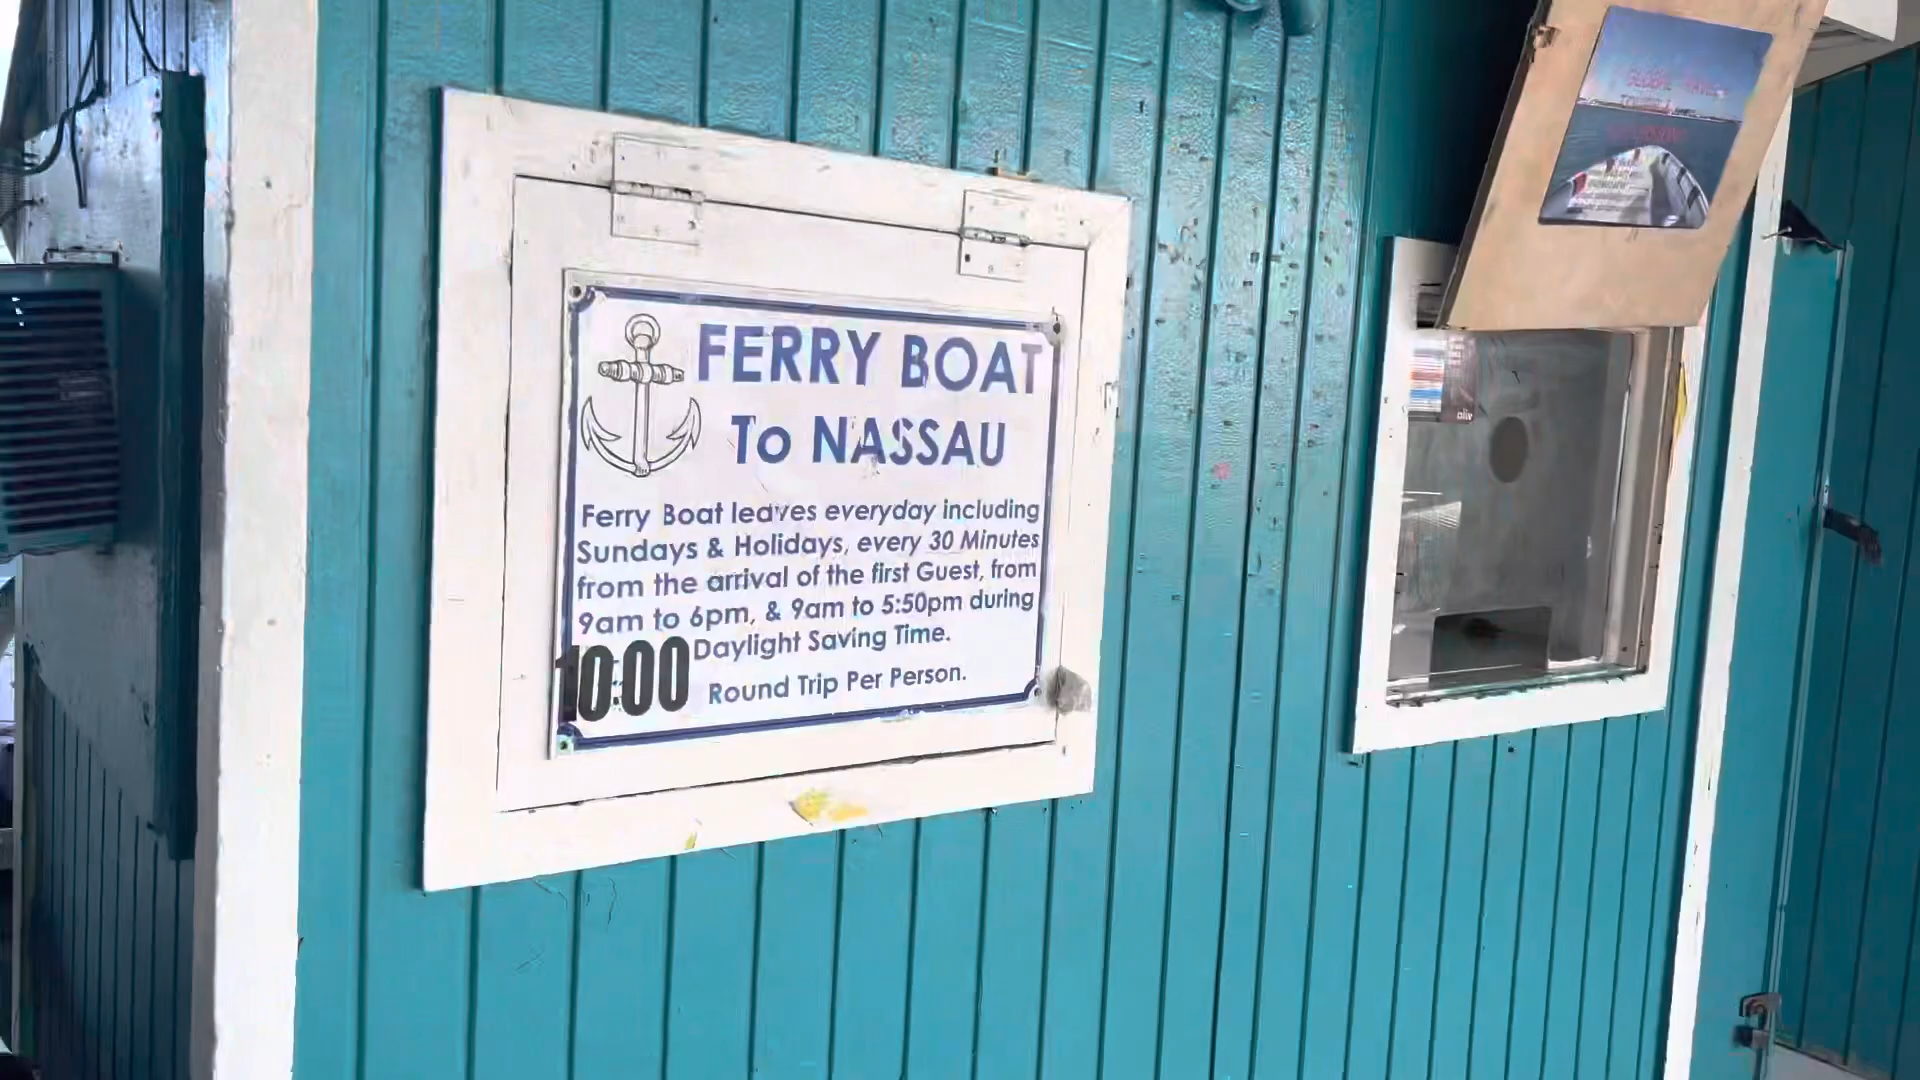 FERRY BOAT
To NASSAU
Ferry Boat leaves everyday including
Sundays & Holidays, every 30 Minutes
from the arrival of the first Guest, from
9am to 6pm, & 9am to 5:50pm during
Daylight Saving Time.
10:00 Round Trip Per Person.
aliv